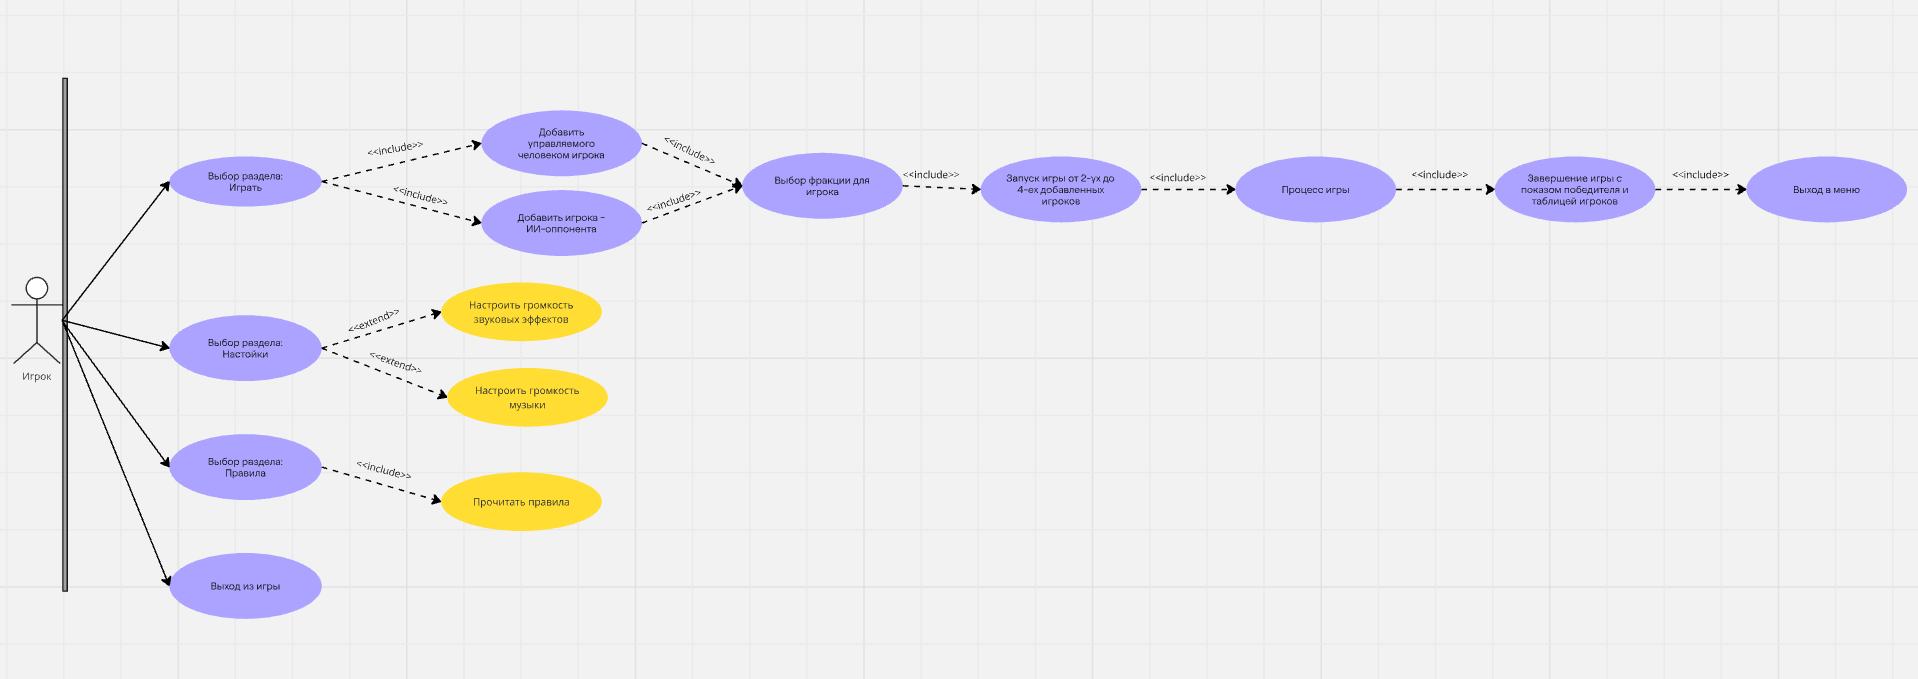 Выбор раздела:
Играть
<<include>>
<<include>>
Добавить
управляемого
человеком игрока
Добавить игрока -
ИИ-оппонента
<<include>>
<<include>>
Выбор фракции для
игрока
<<include>>
Запуск игры от 2-ух до
4-ех добавленных
игроков
<<include>>
Процесс игры
<<include>>
Завершение игры с
показом победителя и
таблицей игроков
<<include>>
Выход в меню
Игрок
Выбор раздела:
Настойки
<<extend>>
<<extend>>
Настроить громкость
звуковых эффектов
Настроить громкость
музыки
Выбор раздела:
Правила
<<include>>
Прочитать правила
Выход из игры